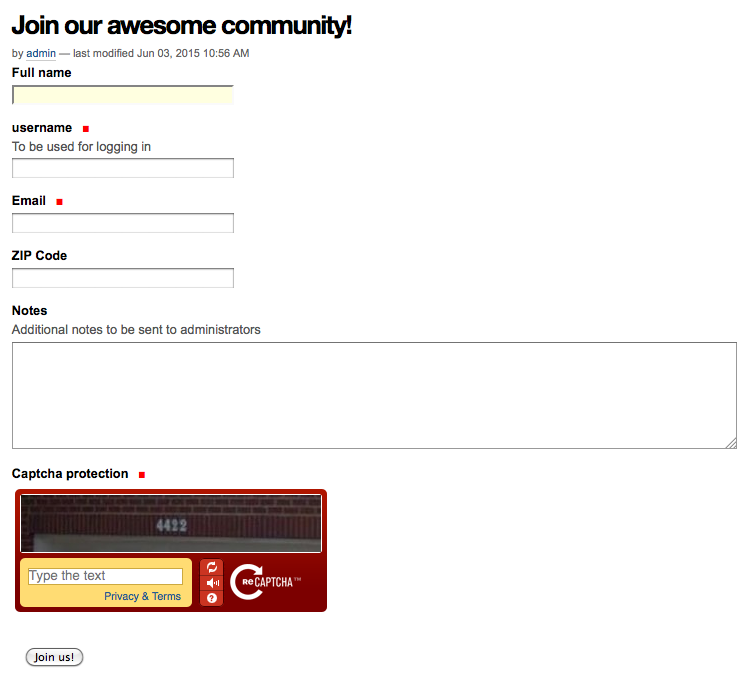 Join our awesome community!
by admin — last modified Jun 03, 2015 10:56 AM
Full name
username
To be used for logging in
Email
ZIP Code
Notes
Additional notes to be sent to administrators
Captcha protection
4422
Type the text
Privacy & Terms
ReCAPTCHA™
Join us!